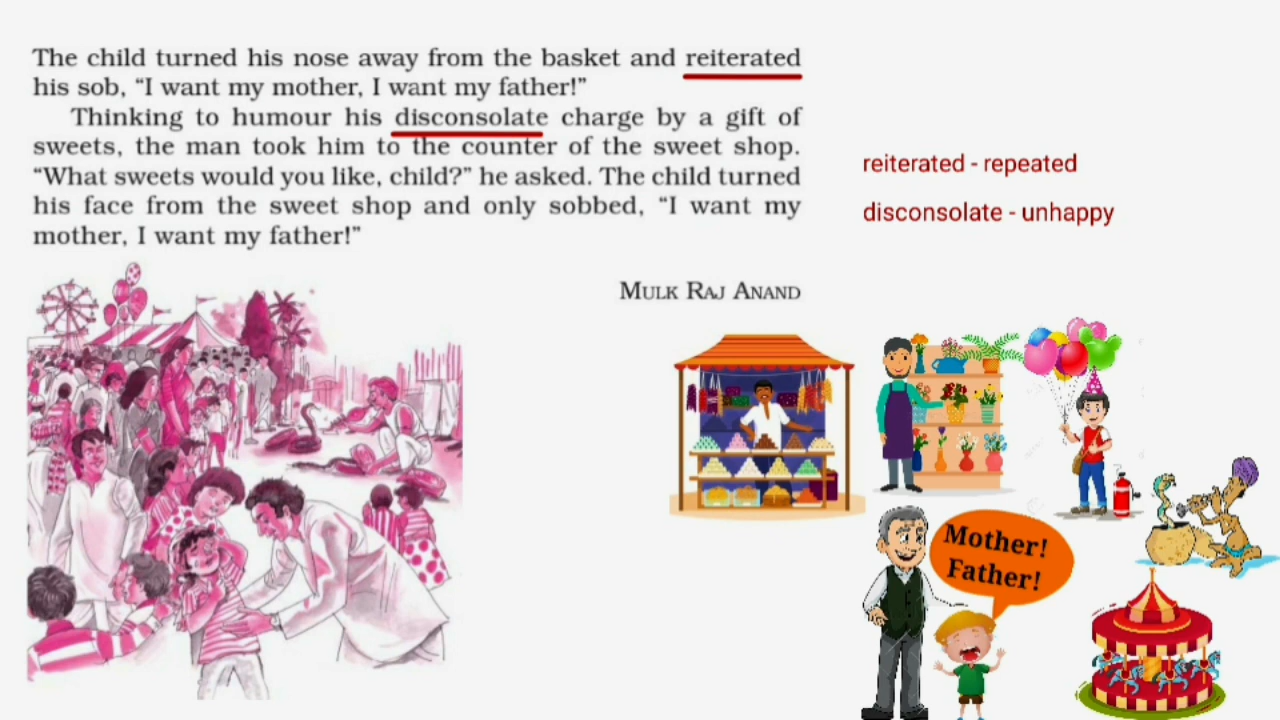 The child turned his nose away from the basket and reiterated
his sob, “I want my mother, I want my father!”
Thinking to humour his disconsolate charge by a gift of
sweets, the man took him to the counter of the sweet shop.
“What sweets would you like, child?” he asked. The child turned
his face from the sweet shop and only sobbed, “I want my
mother, I want my father!”
MULK RAJ ANAND
reiterated - repeated
disconsolate - unhappy
Mother!
Father!